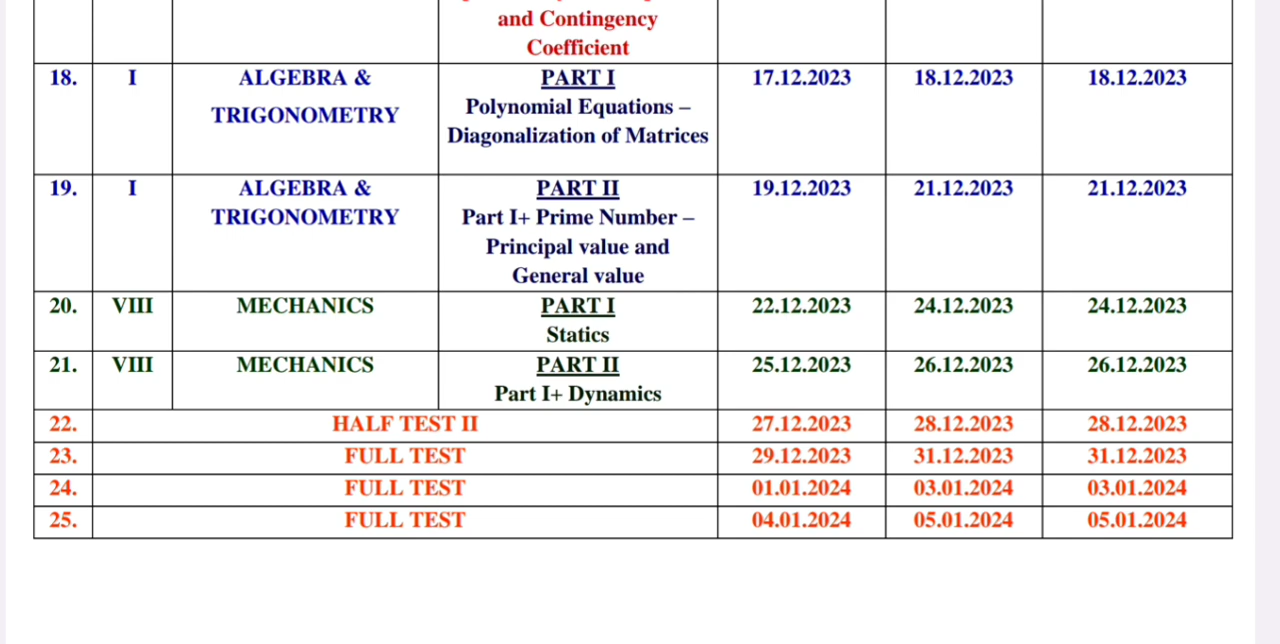 and Contingency
Coefficient
18. I ALGEBRA & PART I 17.12.2023 18.12.2023 18.12.2023
TRIGONOMETRY Polynomial Equations –
Diagonalization of Matrices
19. I ALGEBRA & PART II 19.12.2023 21.12.2023 21.12.2023
TRIGONOMETRY Part I+ Prime Number –
Principal value and
General value
20. VIII MECHANICS PART I 22.12.2023 24.12.2023 24.12.2023
Statics
21. VIII MECHANICS PART II 25.12.2023 26.12.2023 26.12.2023
Part I+ Dynamics
22. HALF TEST II 27.12.2023 28.12.2023 28.12.2023
23. FULL TEST 29.12.2023 31.12.2023 31.12.2023
24. FULL TEST 01.01.2024 03.01.2024 03.01.2024
25. FULL TEST 04.01.2024 05.01.2024 05.01.2024